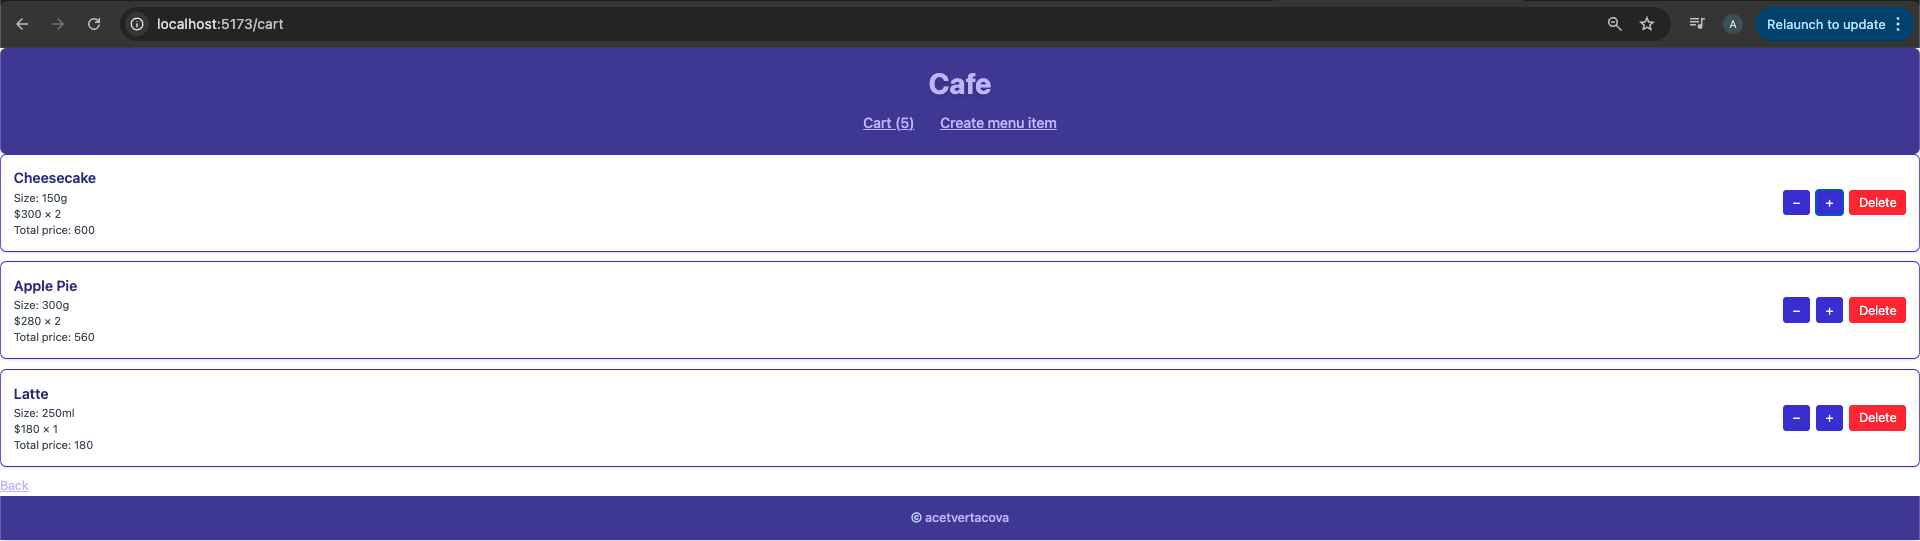 localhost:5173/cart
A
Relaunch to update
Cafe
Cart (5)
Create menu item
Cheesecake
Size: 150g
$300 × 2
Total price: 600
−
+
Delete
Apple Pie
Size: 300g
$280 × 2
Total price: 560
−
+
Delete
Latte
Size: 250ml
$180 × 1
Total price: 180
−
+
Delete
Back
© acetvertacova